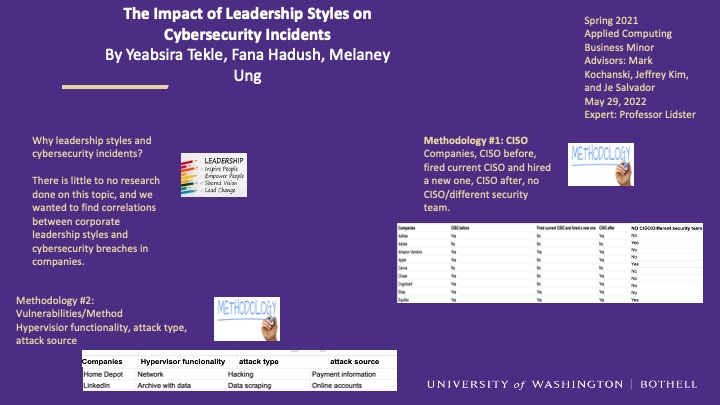 The Impact of Leadership Styles on
Cybersecurity Incidents
By Yeabsira Tekle, Fana Hadush, Melaney
Ung
Spring 2021
Applied Computing
Business Minor
Advisors: Mark
Kochanski, Jeffrey Kim,
and Je Salvador
May 29, 2022
Expert: Professor Lidster
Why leadership styles and
cybersecurity incidents?
There is little to no research
done on this topic, and we
wanted to find correlations
between corporate
leadership styles and
cybersecurity breaches in
companies.
LEADERSHIP
- Inspire People
- Empower People
- Shared Vision
- Lead Change
Methodology #1: CISO
Companies, CISO before,
fired current CISO and hired
a new one, CISO after, no
CISO/different security
team.
METHODOLOGY
Companies CISO before Fired current CISO and hired a new one CISO after NO CISO/Different security team
Adidas Yes No Yes No
Adobe No No No Yes
Amazon Vendors Yes Yes Yes No
Apple Yes No Yes No
Canva No No No Yes
Chase Yes No Yes No
Cognizant Yes No Yes No
Ebay Yes Yes Yes No
Equifax Yes Yes Yes No
Methodology #2:
Vulnerabilities/Method
Hypervisior functionality, attack type,
attack source
METHODOLOGY
Companies Hypervisor funcionality attack type attack source
Home Depot Network Hacking Payment information
LinkedIn Archive with data Data scraping Online accounts
UNIVERSITY of WASHINGTON | BOTHELL